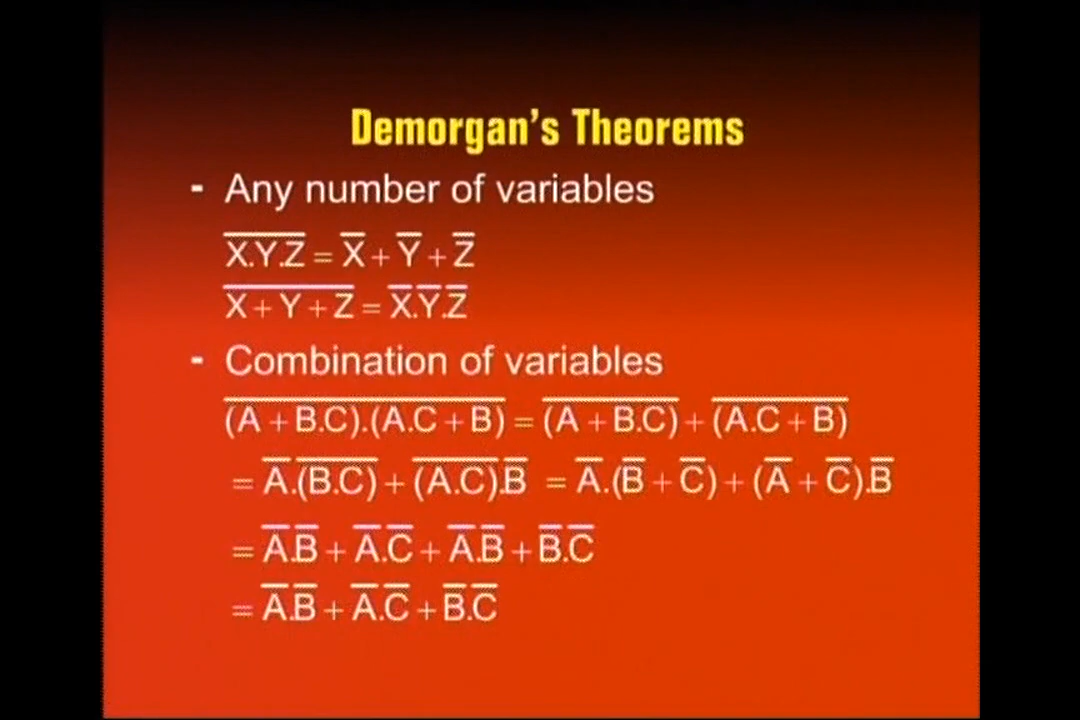 Demorgan's Theorems
- Any number of variables
X̅.̅Y̅.̅Z̅ = X̅ + Y̅ + Z̅
X̅ ̅+̅ ̅Y̅ ̅+̅ ̅Z̅ = X̅.Y̅.Z̅
- Combination of variables
(̅A̅ ̅+̅ ̅B̅.̅C̅)̅.̅(̅A̅.̅C̅ ̅+̅ ̅B̅)̅ = (̅A̅ ̅+̅ ̅B̅.̅C̅)̅ + (̅A̅.̅C̅ ̅+̅ ̅B̅)̅
= A̅.(̅B̅.̅C̅)̅ + (̅A̅.̅C̅)̅.B̅ = A̅.(B̅ + C̅) + (A̅ + C̅).B̅
= A̅.B̅ + A̅.C̅ + A̅.B̅ + B̅.C̅
= A̅.B̅ + A̅.C̅ + B̅.C̅